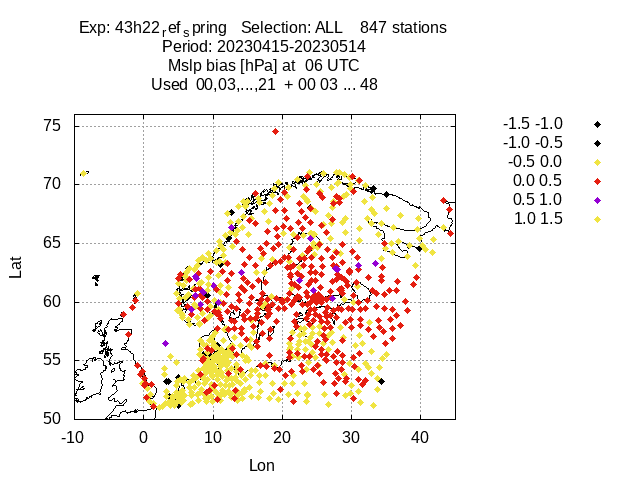 Exp: 43h22ᵣefₛpring Selection: ALL 847 stations
Period: 20230415-20230514
Mslp bias [hPa] at 06 UTC
Used 00,03,...,21 + 00 03 ... 48
-1.5 -1.0
-1.0 -0.5
-0.5 0.0
0.0 0.5
0.5 1.0
1.0 1.5
75
70
65
60
55
50
Lat
-10 0 10 20 30 40
Lon